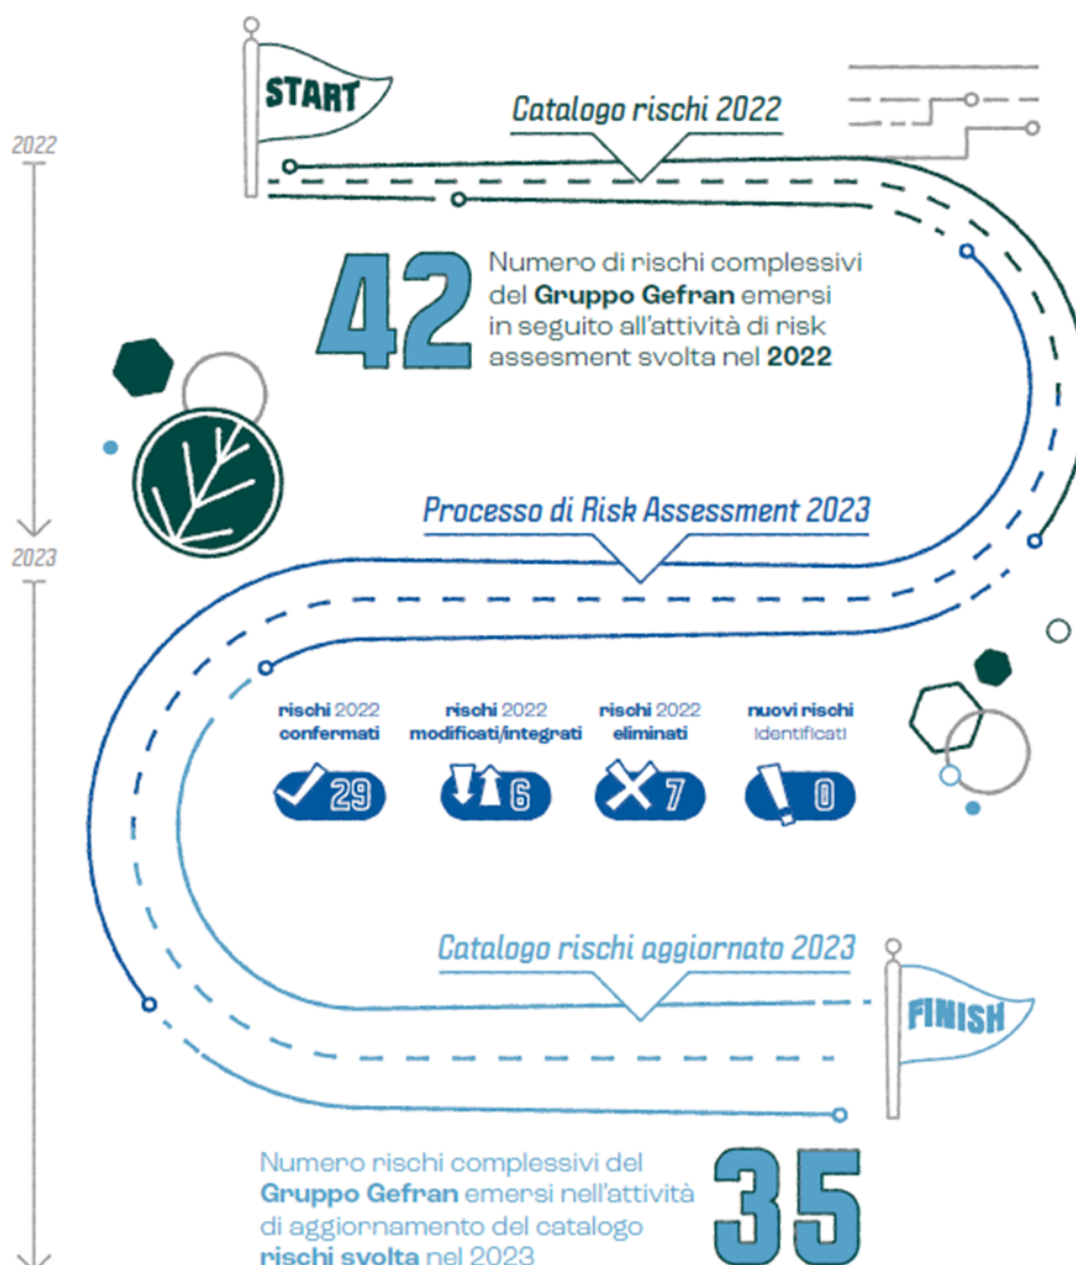 START
Catalogo rischi 2022
2022
42
Numero di rischi complessivi
del Gruppo Gefran emersi
in seguito all'attività di risk
assesment svolta nel 2022
Processo di Risk Assessment 2023
2023
rischi 2022
confermati
29
rischi 2022
modificati/integrati
6
rischi 2022
eliminati
7
nuovi rischi
identificati
0
Catalogo rischi aggiornato 2023
FINISH
Numero rischi complessivi del
Gruppo Gefran emersi nell'attività
di aggiornamento del catalogo
rischi svolta nel 2023
35